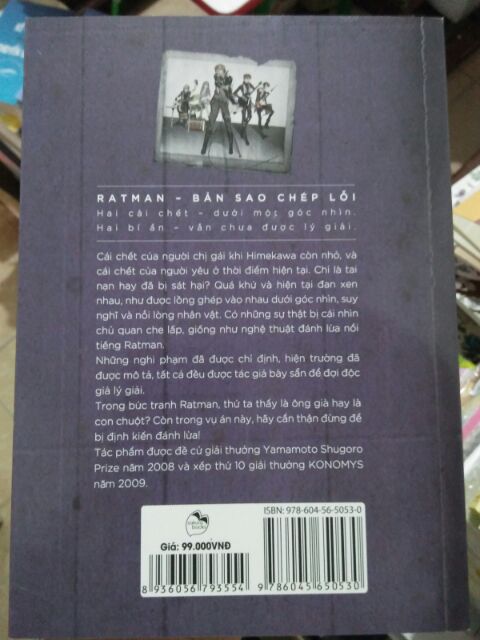 RATMAN – BẢN SAO CHÉP LỖI
Hai cái chết – dưới một góc nhìn.
Hai bí ẩn – vẫn chưa được lý giải.
Cái chết của người chị gái khi Himekawa còn nhỏ, và
cái chết của người yêu ở thời điểm hiện tại. Chỉ là tai
nạn hay đã bị sát hại? Quá khứ và hiện tại đan xen
nhau, như được lồng ghép vào nhau dưới góc nhìn, suy
nghĩ và nỗi lòng nhân vật. Có những sự thật bị cái nhìn
chủ quan che lấp, giống như nghệ thuật đánh lừa nổi
tiếng Ratman.
Những nghi phạm đã được chỉ định, hiện trường đã
được mô tả, tất cả đều được tác giả bày sẵn để đợi độc
giả lý giải.
Trong bức tranh Ratman, thứ ta thấy là ông già hay là
con chuột? Còn trong vụ án này, hãy cẩn thận đừng để
bị định kiến đánh lừa!
Tác phẩm được đề cử giải thưởng Yamamoto Shugoro
Prize năm 2008 và xếp thứ 10 giải thưởng KONOMYS
năm 2009.
ISBN: 978-604-56-5053-0
Giá: 99.000VNĐ
8 936056 793554
9 786045 650530